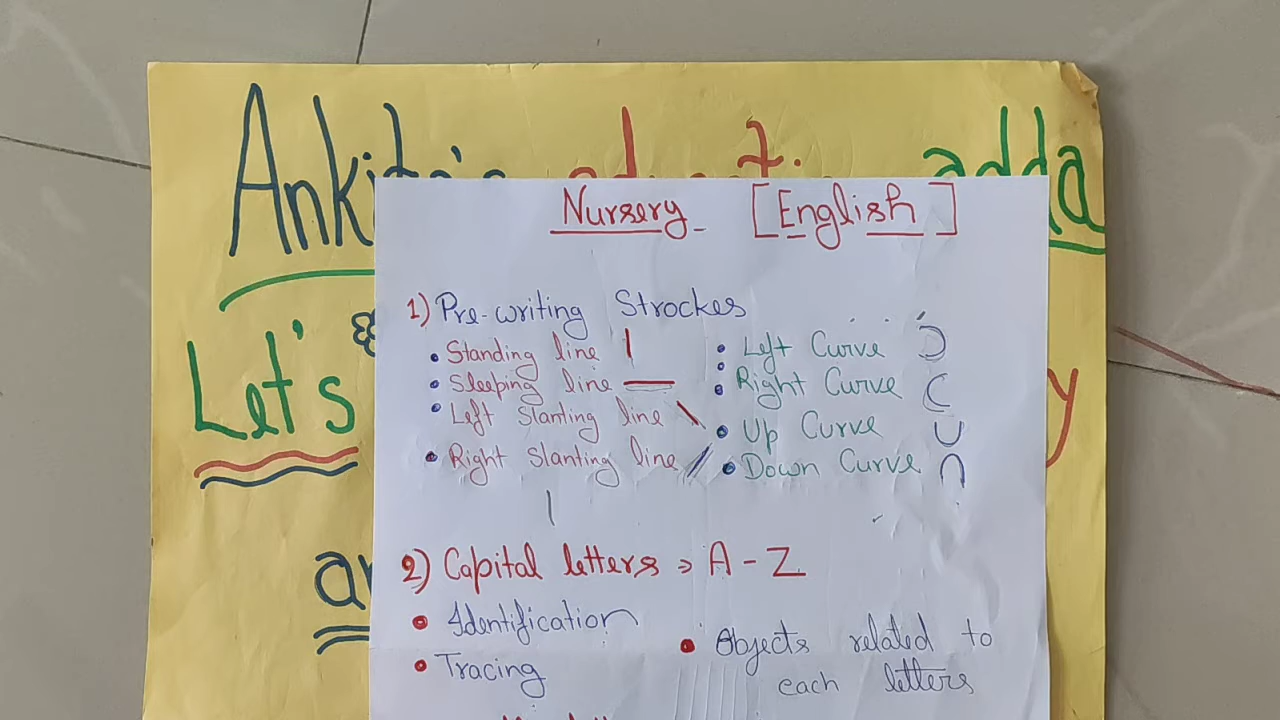 Nursery [English]
1) Pre-writing Strockes
• Standing line |
• Sleeping line —
• Left Slanting line \
• Right Slanting line //
• Left Curve
• Right Curve
• Up Curve
• Down Curve
2) Capital letters → A - Z
• Identification
• Tracing
• Objects related to
each letters
adda
Let's